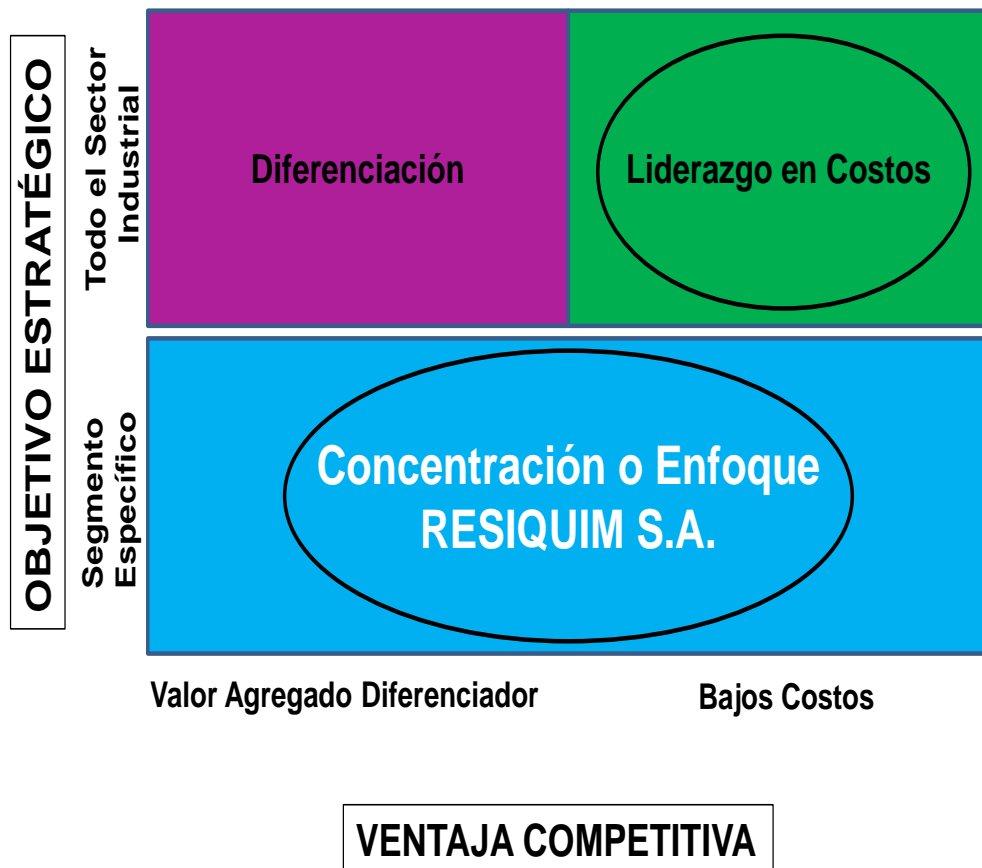 OBJETIVO ESTRATÉGICO
Todo el Sector
Industrial
Diferenciación
Liderazgo en Costos
Segmento
Específico
Concentración o Enfoque
RESIQUIM S.A.
Valor Agregado Diferenciador
Bajos Costos
VENTAJA COMPETITIVA